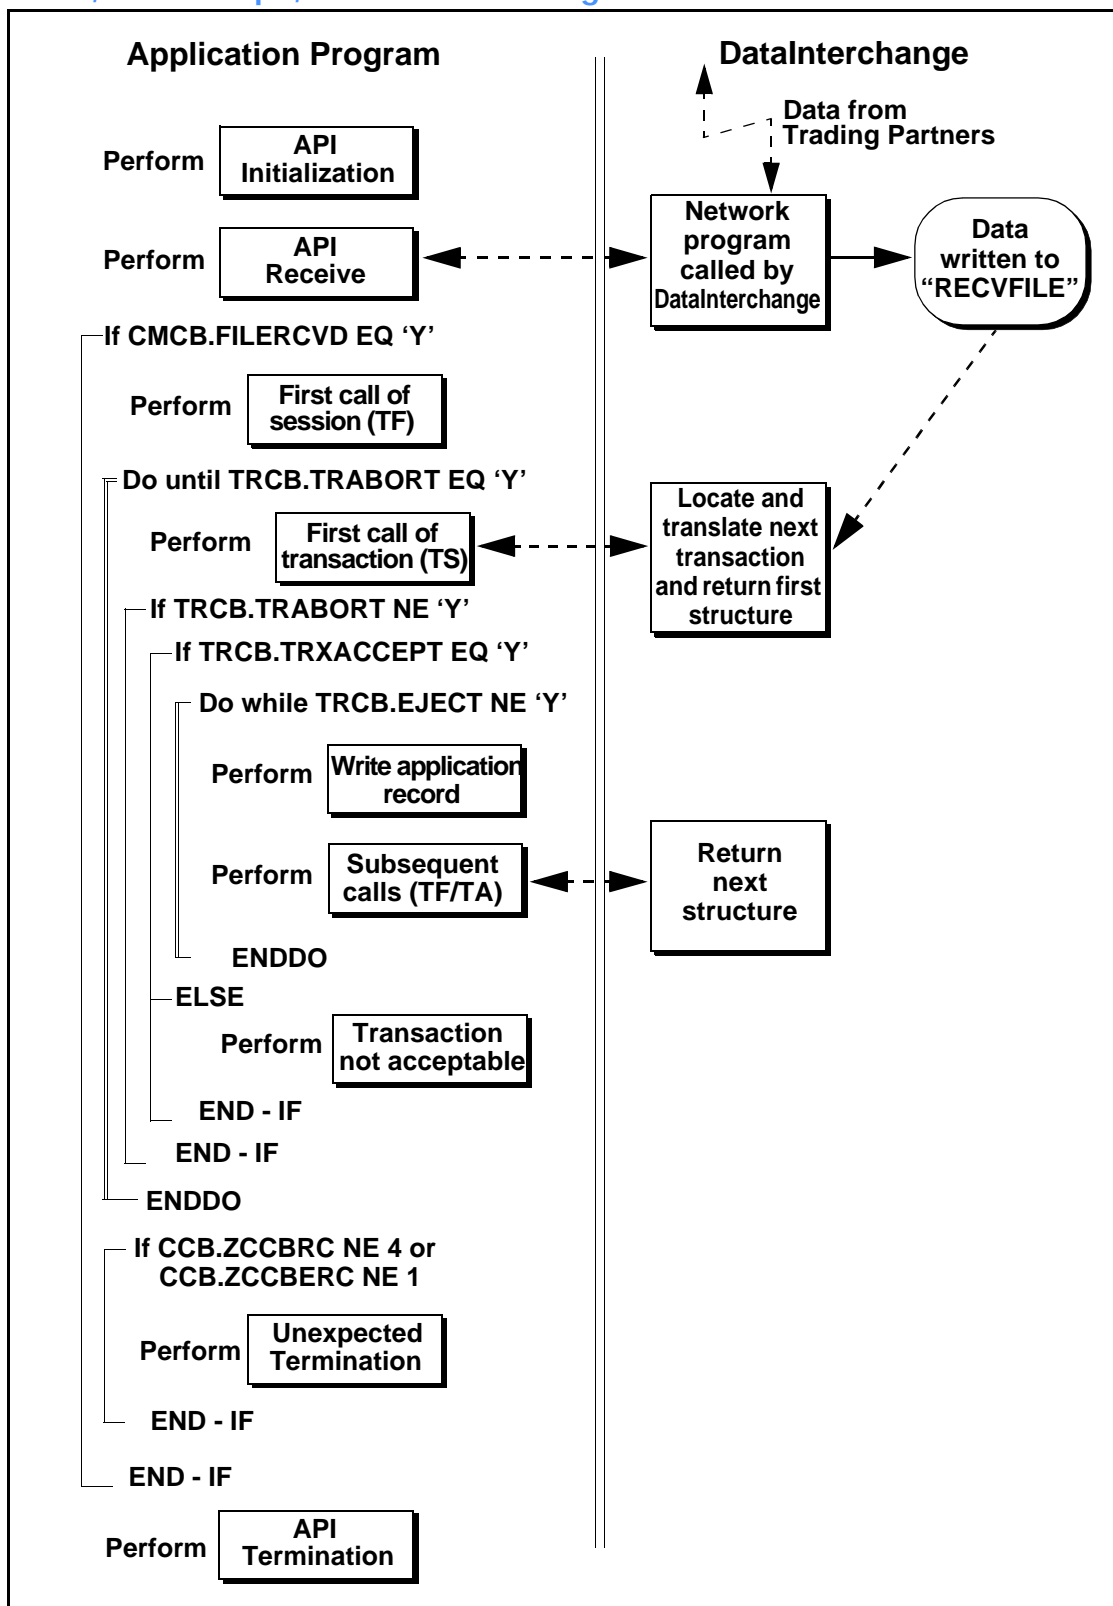 Application Program
DataInterchange
Data from
Trading Partners
Perform
API
Initialization
Perform
API
Receive
Network
program
called by
DataInterchange
Data
written to
“RECVFILE”
If CMCB.FILERCVD EQ ‘Y’
Perform
First call of
session (TF)
Do until TRCB.TRABORT EQ ‘Y’
Perform
First call of
transaction (TS)
Locate and
translate next
transaction
and return first
structure
If TRCB.TRABORT NE ‘Y’
If TRCB.TRXACCEPT EQ ‘Y’
Do while TRCB.EJECT NE ‘Y’
Perform
Write application
record
Perform
Subsequent
calls (TF/TA)
Return
next
structure
ENDDO
ELSE
Perform
Transaction
not acceptable
END - IF
END - IF
ENDDO
If CCB.ZCCBRC NE 4 or
CCB.ZCCBERC NE 1
Perform
Unexpected
Termination
END - IF
END - IF
Perform
API
Termination